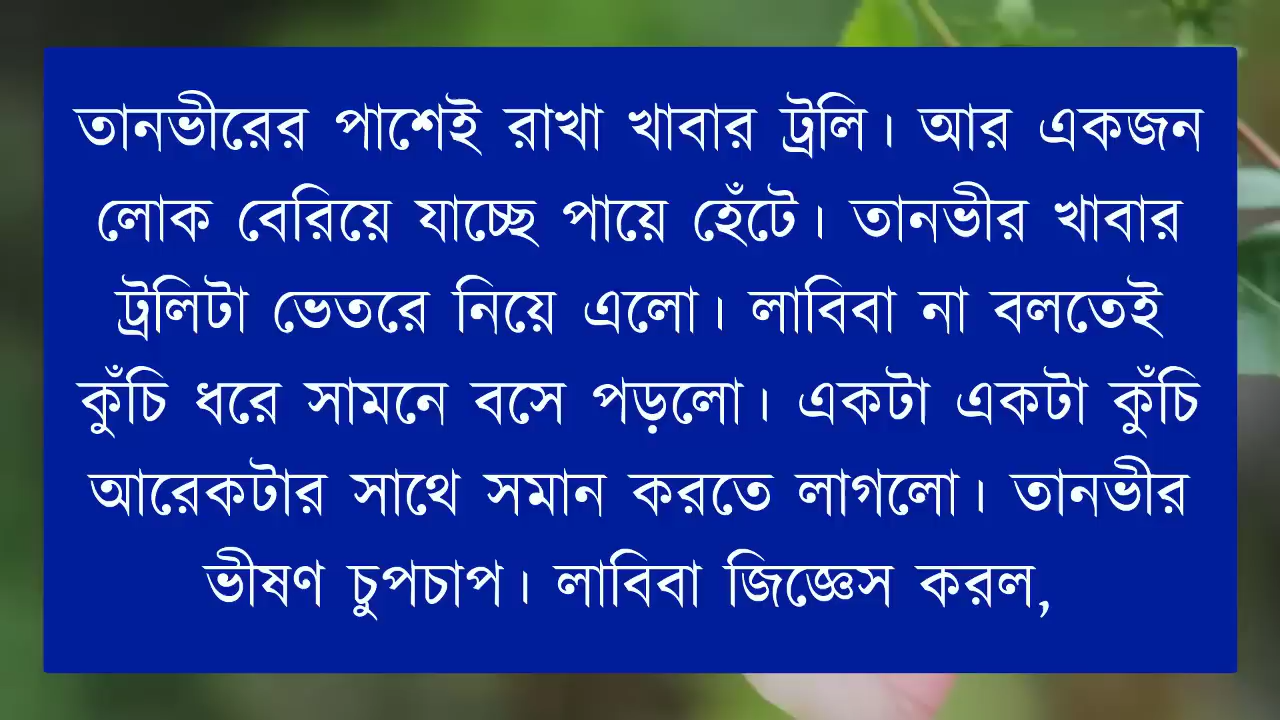 তানভীরের পাশেই রাখা খাবার ট্রলি। আর একজন
লোক বেরিয়ে যাচ্ছে পায়ে হেঁটে। তানভীর খাবার
ট্রলিটা ভেতরে নিয়ে এলো। লাবিবা না বলতেই
কুঁচি ধরে সামনে বসে পড়লো। একটা একটা কুঁচি
আরেকটার সাথে সমান করতে লাগলো। তানভীর
ভীষণ চুপচাপ। লাবিবা জিজ্ঞেস করল,